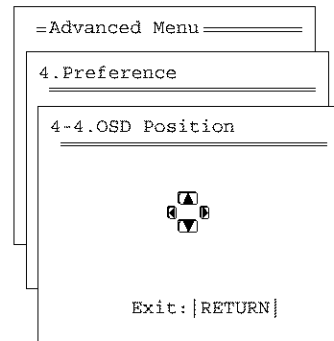 =Advanced Menu
4.Preference
4-4.OSD Position
Exit:|RETURN|